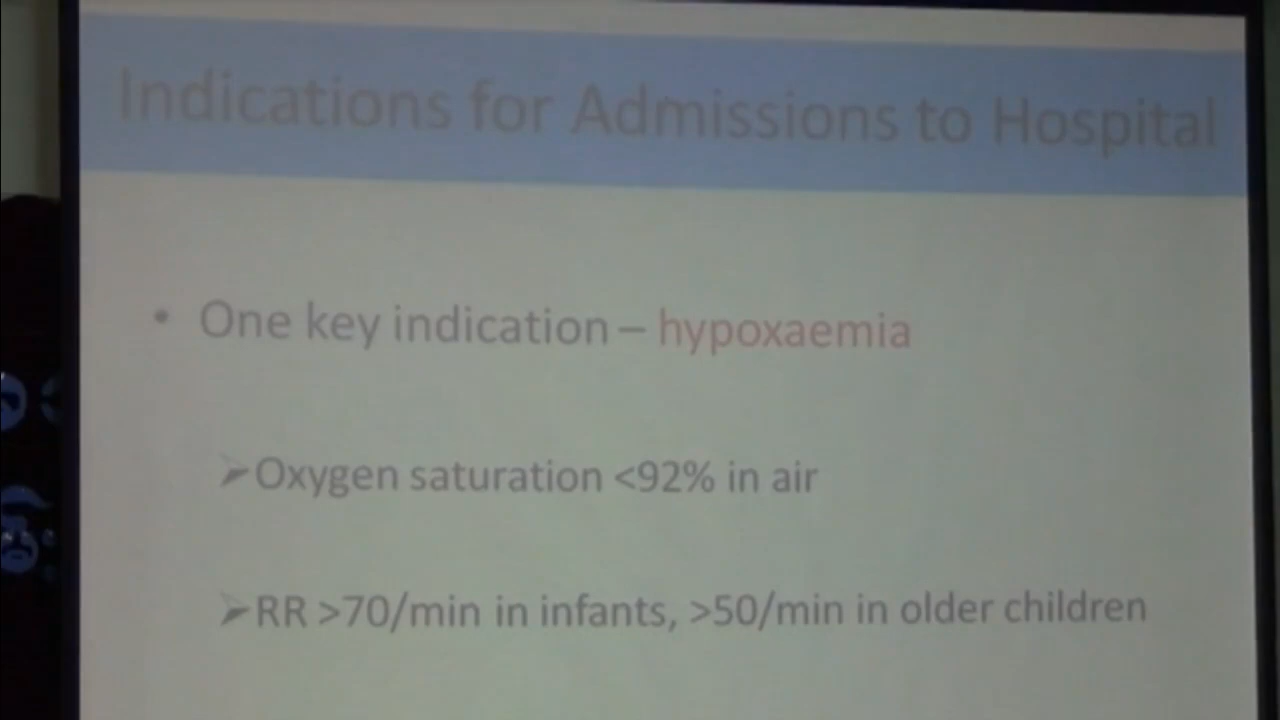 Indications for Admissions to Hospital
• One key indication – hypoxaemia
➢Oxygen saturation <92% in air
➢RR >70/min in infants, >50/min in older children